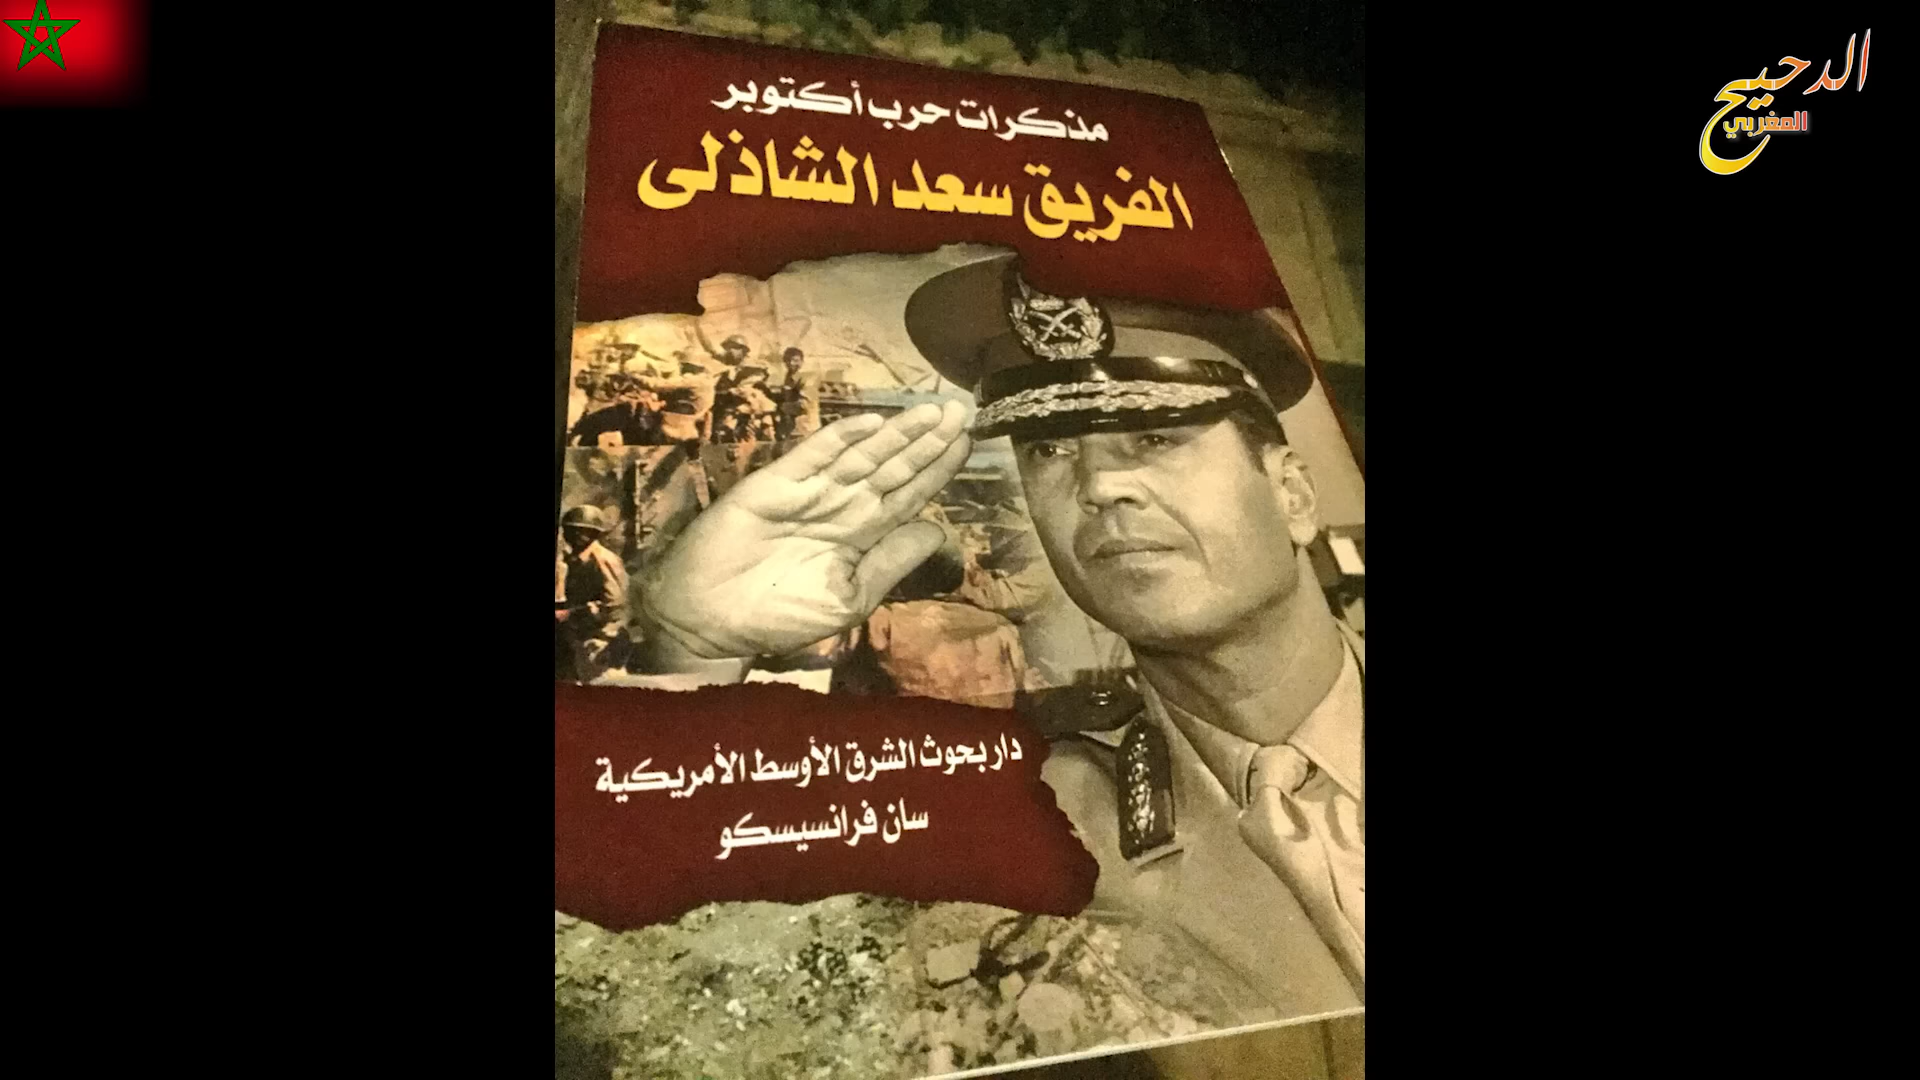 الدحيح
المغربي
مذكرات حرب أكتوبر
الفريق سعد الشاذلى
دار بحوث الشرق الأوسط الأمريكية
سان فرانسيسكو